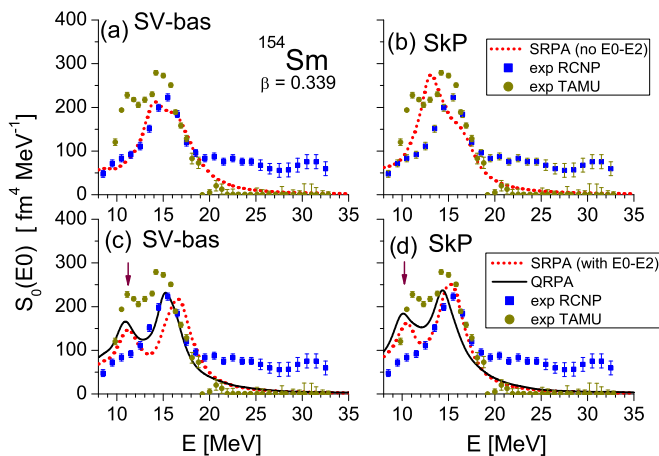 SV-bas
SkP
400
(a)
¹⁵⁴Sm
β = 0.339
(b)
SRPA (no E0-E2)
exp RCNP
exp TAMU
300
200
100
0
10 15 20 25 30 35
10 15 20 25 30 35
S₀(E0) [ fm⁴ MeV⁻¹]
400
(c)
SV-bas
(d)
SkP
SRPA (with E0-E2)
QRPA
exp RCNP
exp TAMU
300
200
100
0
10 15 20 25 30 35
10 15 20 25 30 35
E [MeV]
E [MeV]